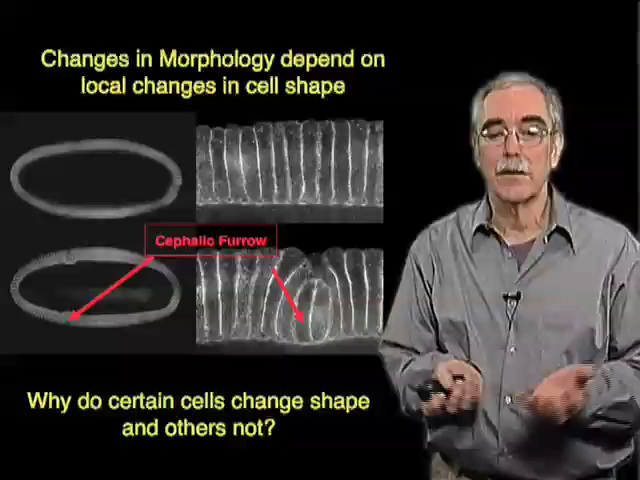 Changes in Morphology depend on
local changes in cell shape
Cephalic Furrow
Why do certain cells change shape
and others not?